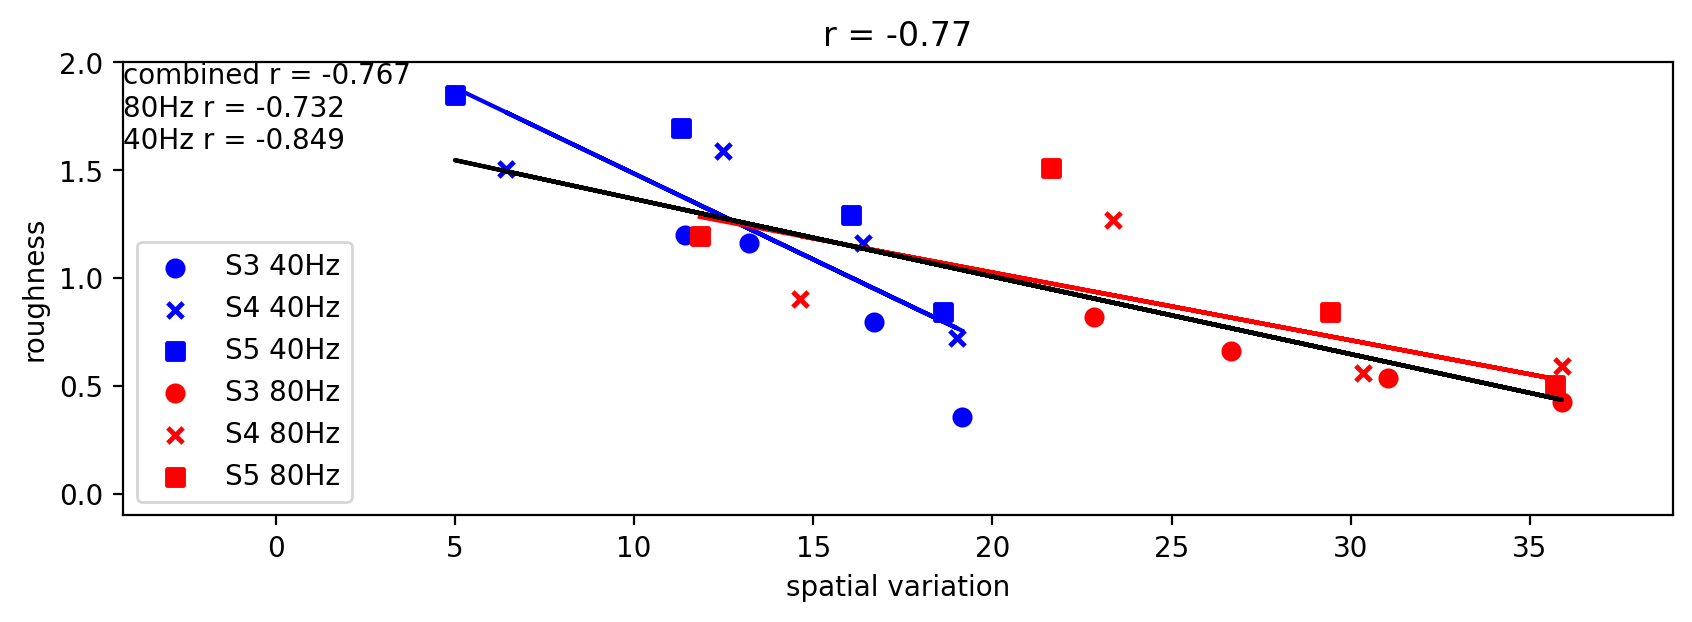 r = -0.77
combined r = -0.767
80Hz r = -0.732
40Hz r = -0.849
2.0
1.5
1.0
0.5
0.0
roughness
S3 40Hz
S4 40Hz
S5 40Hz
S3 80Hz
S4 80Hz
S5 80Hz
0 5 10 15 20 25 30 35
spatial variation